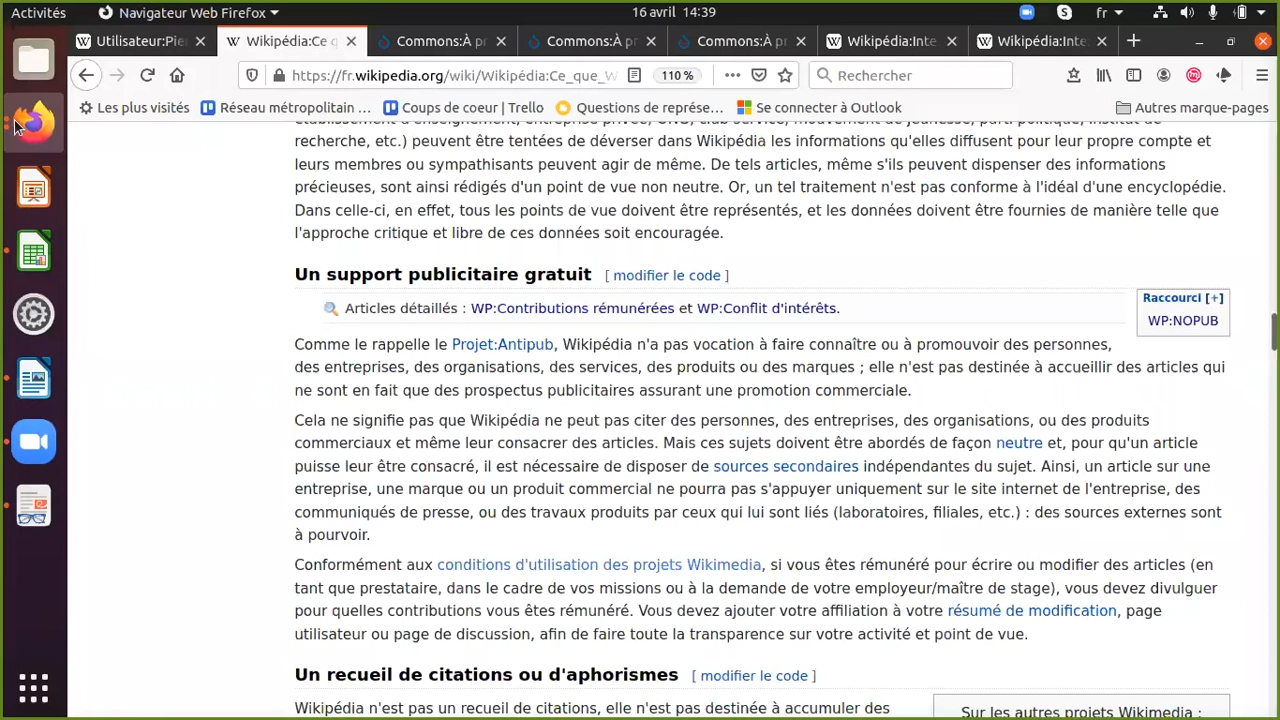 Activités
Navigateur Web Firefox
16 avril 14:39
fr
Utilisateur:Pie
Wikipédia:Ce q
Commons:À pr
Commons:À pr
Commons:À pr
Wikipédia:Inte
Wikipédia:Inte
https://fr.wikipedia.org/wiki/Wikipédia:Ce_que_W
110 %
Rechercher
Les plus visités
Réseau métropolitain ...
Coups de coeur | Trello
Questions de représe...
Se connecter à Outlook
Autres marque-pages
recherche, etc.) peuvent être tentées de déverser dans Wikipédia les informations qu'elles diffusent pour leur propre compte et
leurs membres ou sympathisants peuvent agir de même. De tels articles, même s'ils peuvent dispenser des informations
précieuses, sont ainsi rédigés d'un point de vue non neutre. Or, un tel traitement n'est pas conforme à l'idéal d'une encyclopédie.
Dans celle-ci, en effet, tous les points de vue doivent être représentés, et les données doivent être fournies de manière telle que
l'approche critique et libre de ces données soit encouragée.
Un support publicitaire gratuit [ modifier le code ]
Articles détaillés : WP:Contributions rémunérées et WP:Conflit d'intérêts.
Raccourci [+]
WP:NOPUB
Comme le rappelle le Projet:Antipub, Wikipédia n'a pas vocation à faire connaître ou à promouvoir des personnes,
des entreprises, des organisations, des services, des produits ou des marques ; elle n'est pas destinée à accueillir des articles qui
ne sont en fait que des prospectus publicitaires assurant une promotion commerciale.
Cela ne signifie pas que Wikipédia ne peut pas citer des personnes, des entreprises, des organisations, ou des produits
commerciaux et même leur consacrer des articles. Mais ces sujets doivent être abordés de façon neutre et, pour qu'un article
puisse leur être consacré, il est nécessaire de disposer de sources secondaires indépendantes du sujet. Ainsi, un article sur une
entreprise, une marque ou un produit commercial ne pourra pas s'appuyer uniquement sur le site internet de l'entreprise, des
communiqués de presse, ou des travaux produits par ceux qui lui sont liés (laboratoires, filiales, etc.) : des sources externes sont
à pourvoir.
Conformément aux conditions d'utilisation des projets Wikimedia, si vous êtes rémunéré pour écrire ou modifier des articles (en
tant que prestataire, dans le cadre de vos missions ou à la demande de votre employeur/maître de stage), vous devez divulguer
pour quelles contributions vous êtes rémunéré. Vous devez ajouter votre affiliation à votre résumé de modification, page
utilisateur ou page de discussion, afin de faire toute la transparence sur votre activité et point de vue.
Un recueil de citations ou d'aphorismes [ modifier le code ]
Wikipédia n'est pas un recueil de citations, elle n'est pas destinée à accumuler des
Sur les autres projets Wikimedia :